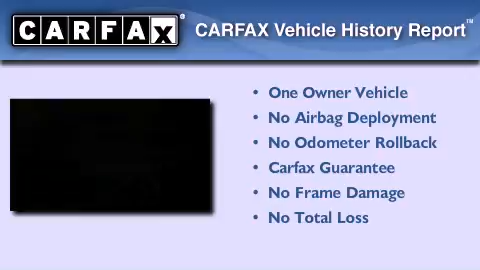 CARFAX® CARFAX Vehicle History Report™
• One Owner Vehicle
• No Airbag Deployment
• No Odometer Rollback
• Carfax Guarantee
• No Frame Damage
• No Total Loss